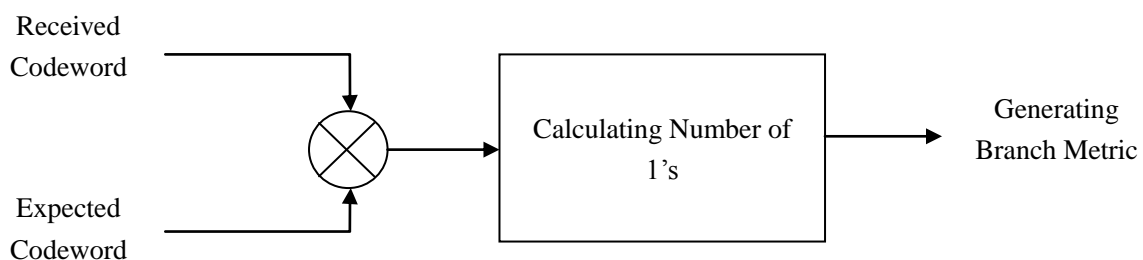 Received
Codeword
Calculating Number of
1's
Generating
Branch Metric
Expected
Codeword